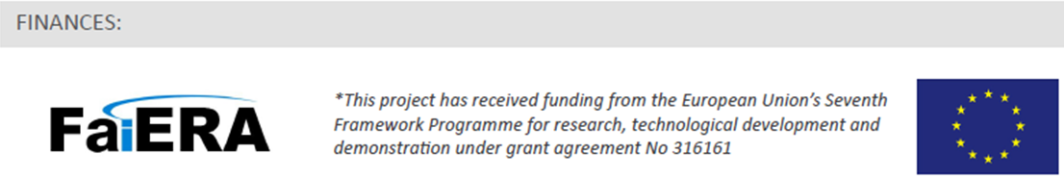 FINANCES:
FaiERA
*This project has received funding from the European Union's Seventh
Framework Programme for research, technological development and
demonstration under grant agreement No 316161